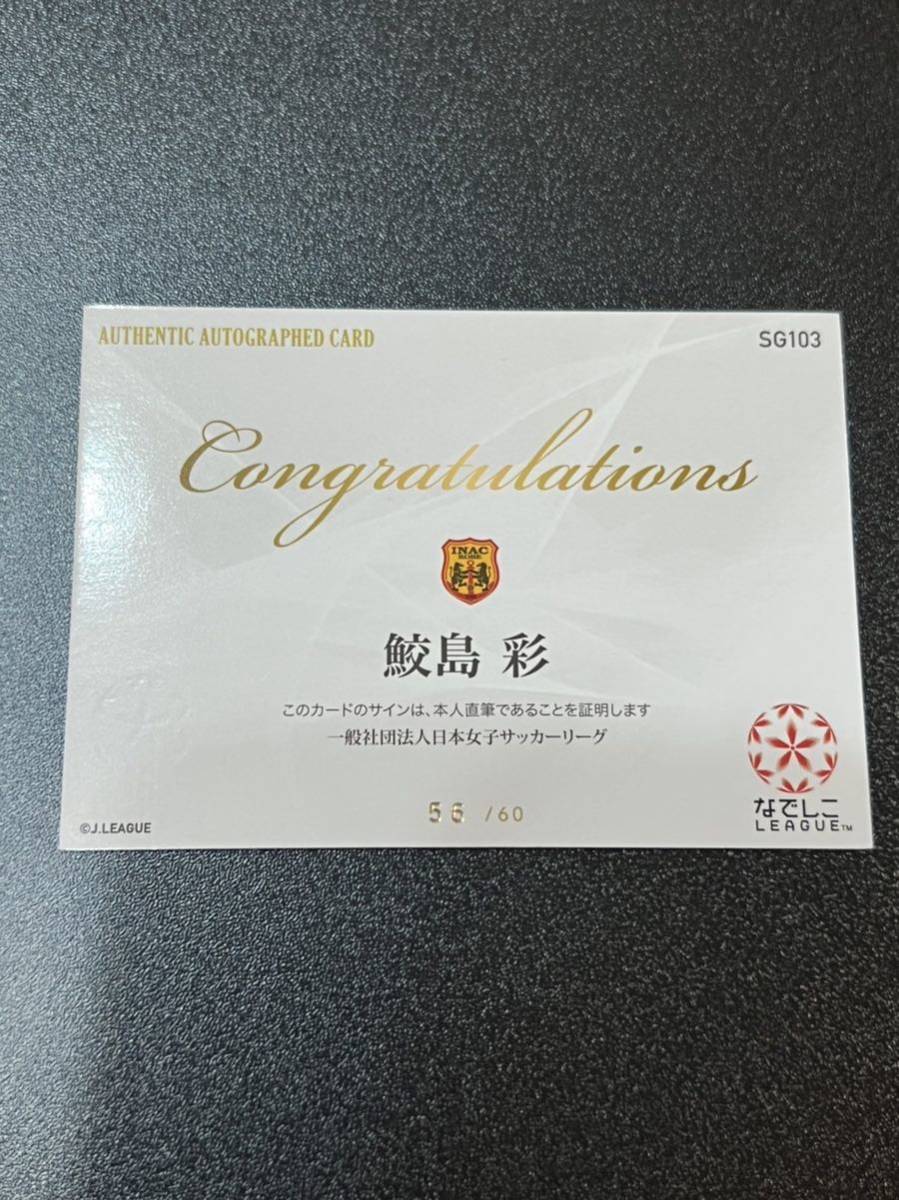 AUTHENTIC AUTOGRAPHED CARD
SG103
Congratulations
INAC
鮫島 彩
このカードのサインは、本人直筆であることを証明します
一般社団法人日本女子サッカーリーグ
56 /60
©J.LEAGUE
なでしこ
LEAGUE™